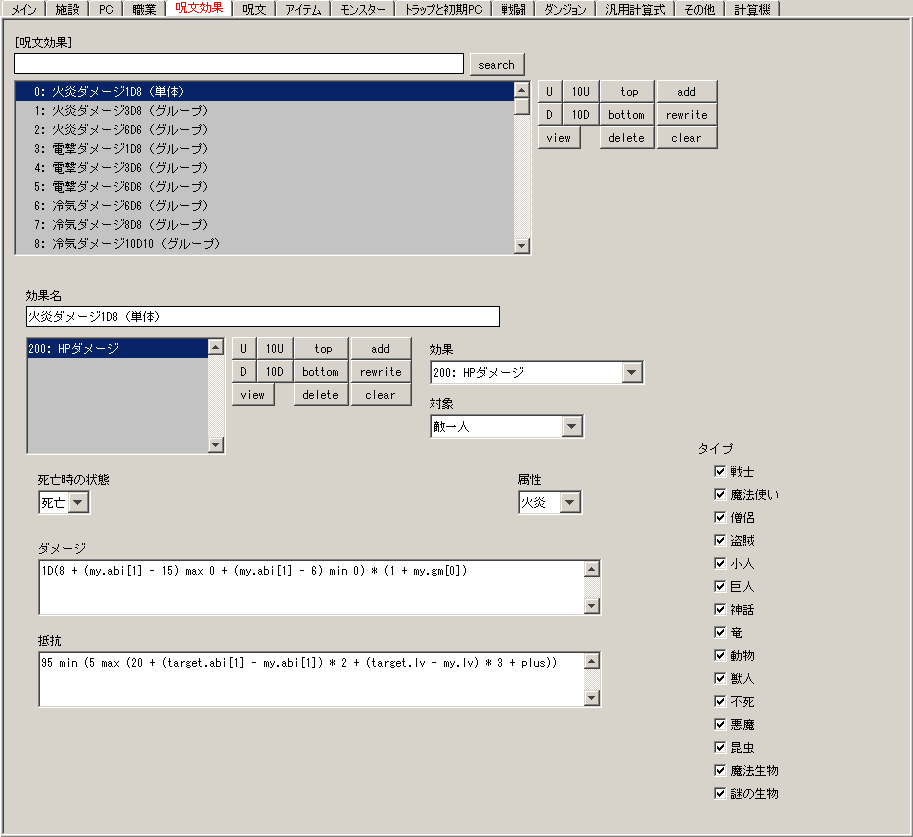 メイン 施設 PC 職業 呪文効果 呪文 アイテム モンスター トラップと初期PC 戦闘 ダンジョン 汎用計算式 その他 計算機
[呪文効果]
search
0: 火炎ダメージ1D8 (単体)
1: 火炎ダメージ3D8 (グループ)
2: 火炎ダメージ6D6 (グループ)
3: 電撃ダメージ1D8 (グループ)
4: 電撃ダメージ3D6 (グループ)
5: 電撃ダメージ6D6 (グループ)
6: 冷気ダメージ6D6 (グループ)
7: 冷気ダメージ8D8 (グループ)
8: 冷気ダメージ10D10 (グループ)
U 10U top add
D 10D bottom rewrite
view delete clear
効果名
火炎ダメージ1D8 (単体)
200: HPダメージ
U 10U top add
D 10D bottom rewrite
view delete clear
効果
200: HPダメージ
対象
敵一人
死亡時の状態
死亡
属性
火炎
ダメージ
1D(8 + (my.abi[1] - 15) max 0 + (my.abi[1] - 6) min 0) * (1 + my.gm[0])
抵抗
95 min (5 max (20 + (target.abi[1] - my.abi[1]) * 2 + (target.lv - my.lv) * 3 + plus))
タイプ
戦士
魔法使い
僧侶
盗賊
小人
巨人
神話
竜
動物
獣人
不死
悪魔
昆虫
魔法生物
謎の生物